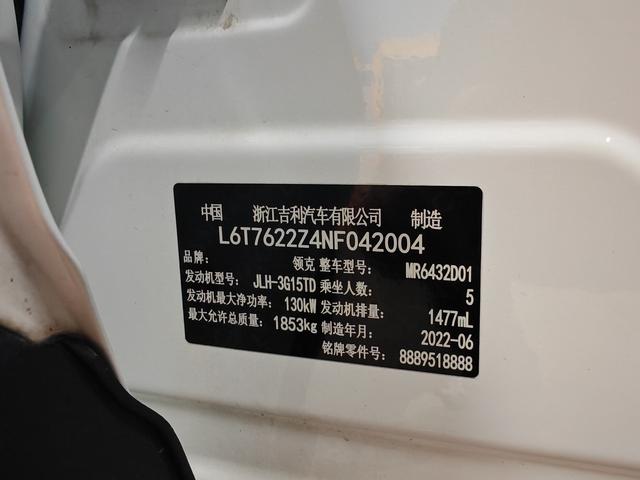 中国 浙江吉利汽车有限公司 制造
L6T7622Z4NF042004
品牌: 领克 整车型号: MR6432D01
发动机型号: JLH-3G15TD 乘坐人数: 5
发动机最大净功率: 130kW 发动机排量: 1477mL
最大允许总质量: 1853kg 制造年月: 2022-06
铭牌零件号: 8889518888